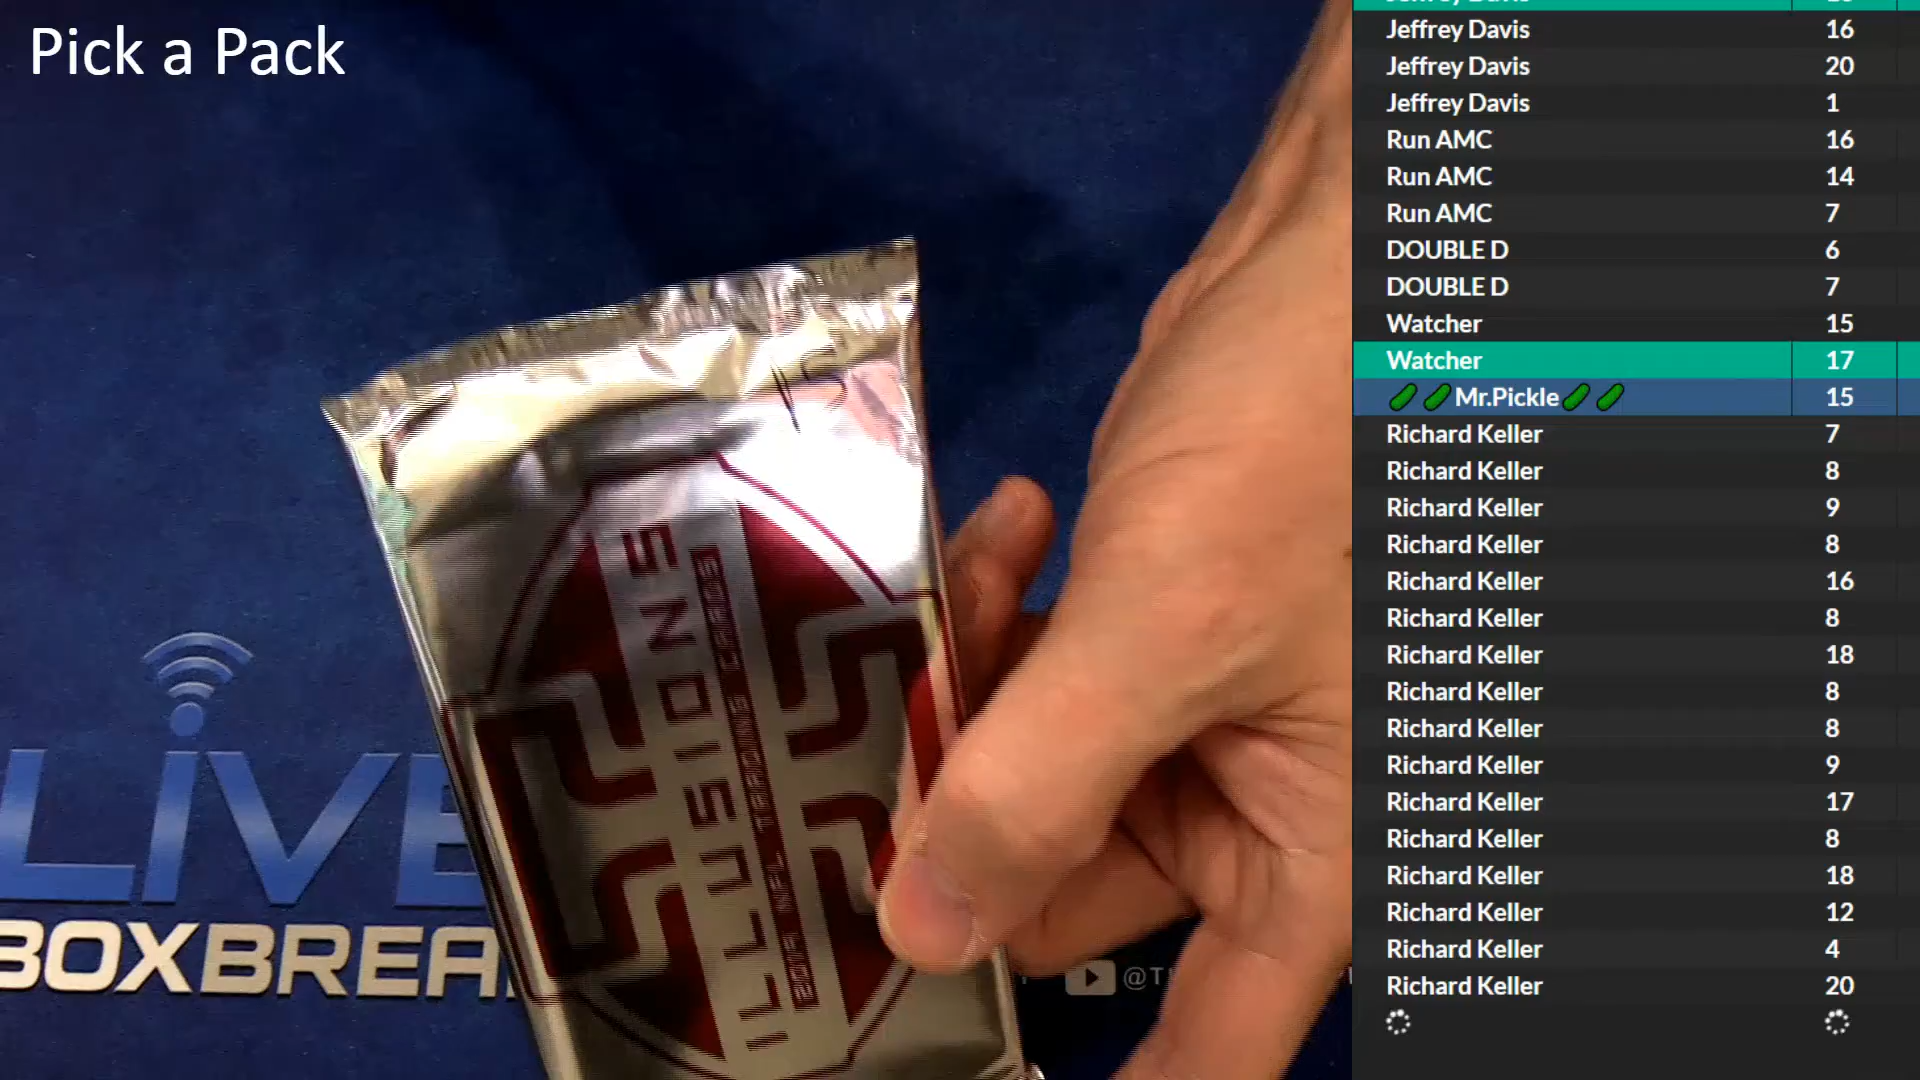 Pick a Pack
Jeffrey Davis 16
Jeffrey Davis 20
Jeffrey Davis 1
Run AMC 16
Run AMC 14
Run AMC 7
DOUBLE D 6
DOUBLE D 7
Watcher 15
Watcher 17
Mr.Pickle 15
Richard Keller 7
Richard Keller 8
Richard Keller 9
Richard Keller 8
Richard Keller 16
Richard Keller 8
Richard Keller 18
Richard Keller 8
Richard Keller 8
Richard Keller 9
Richard Keller 17
Richard Keller 8
Richard Keller 18
Richard Keller 12
Richard Keller 4
Richard Keller 20
ILLUSIONS
LIVE
BOXBREA
@T